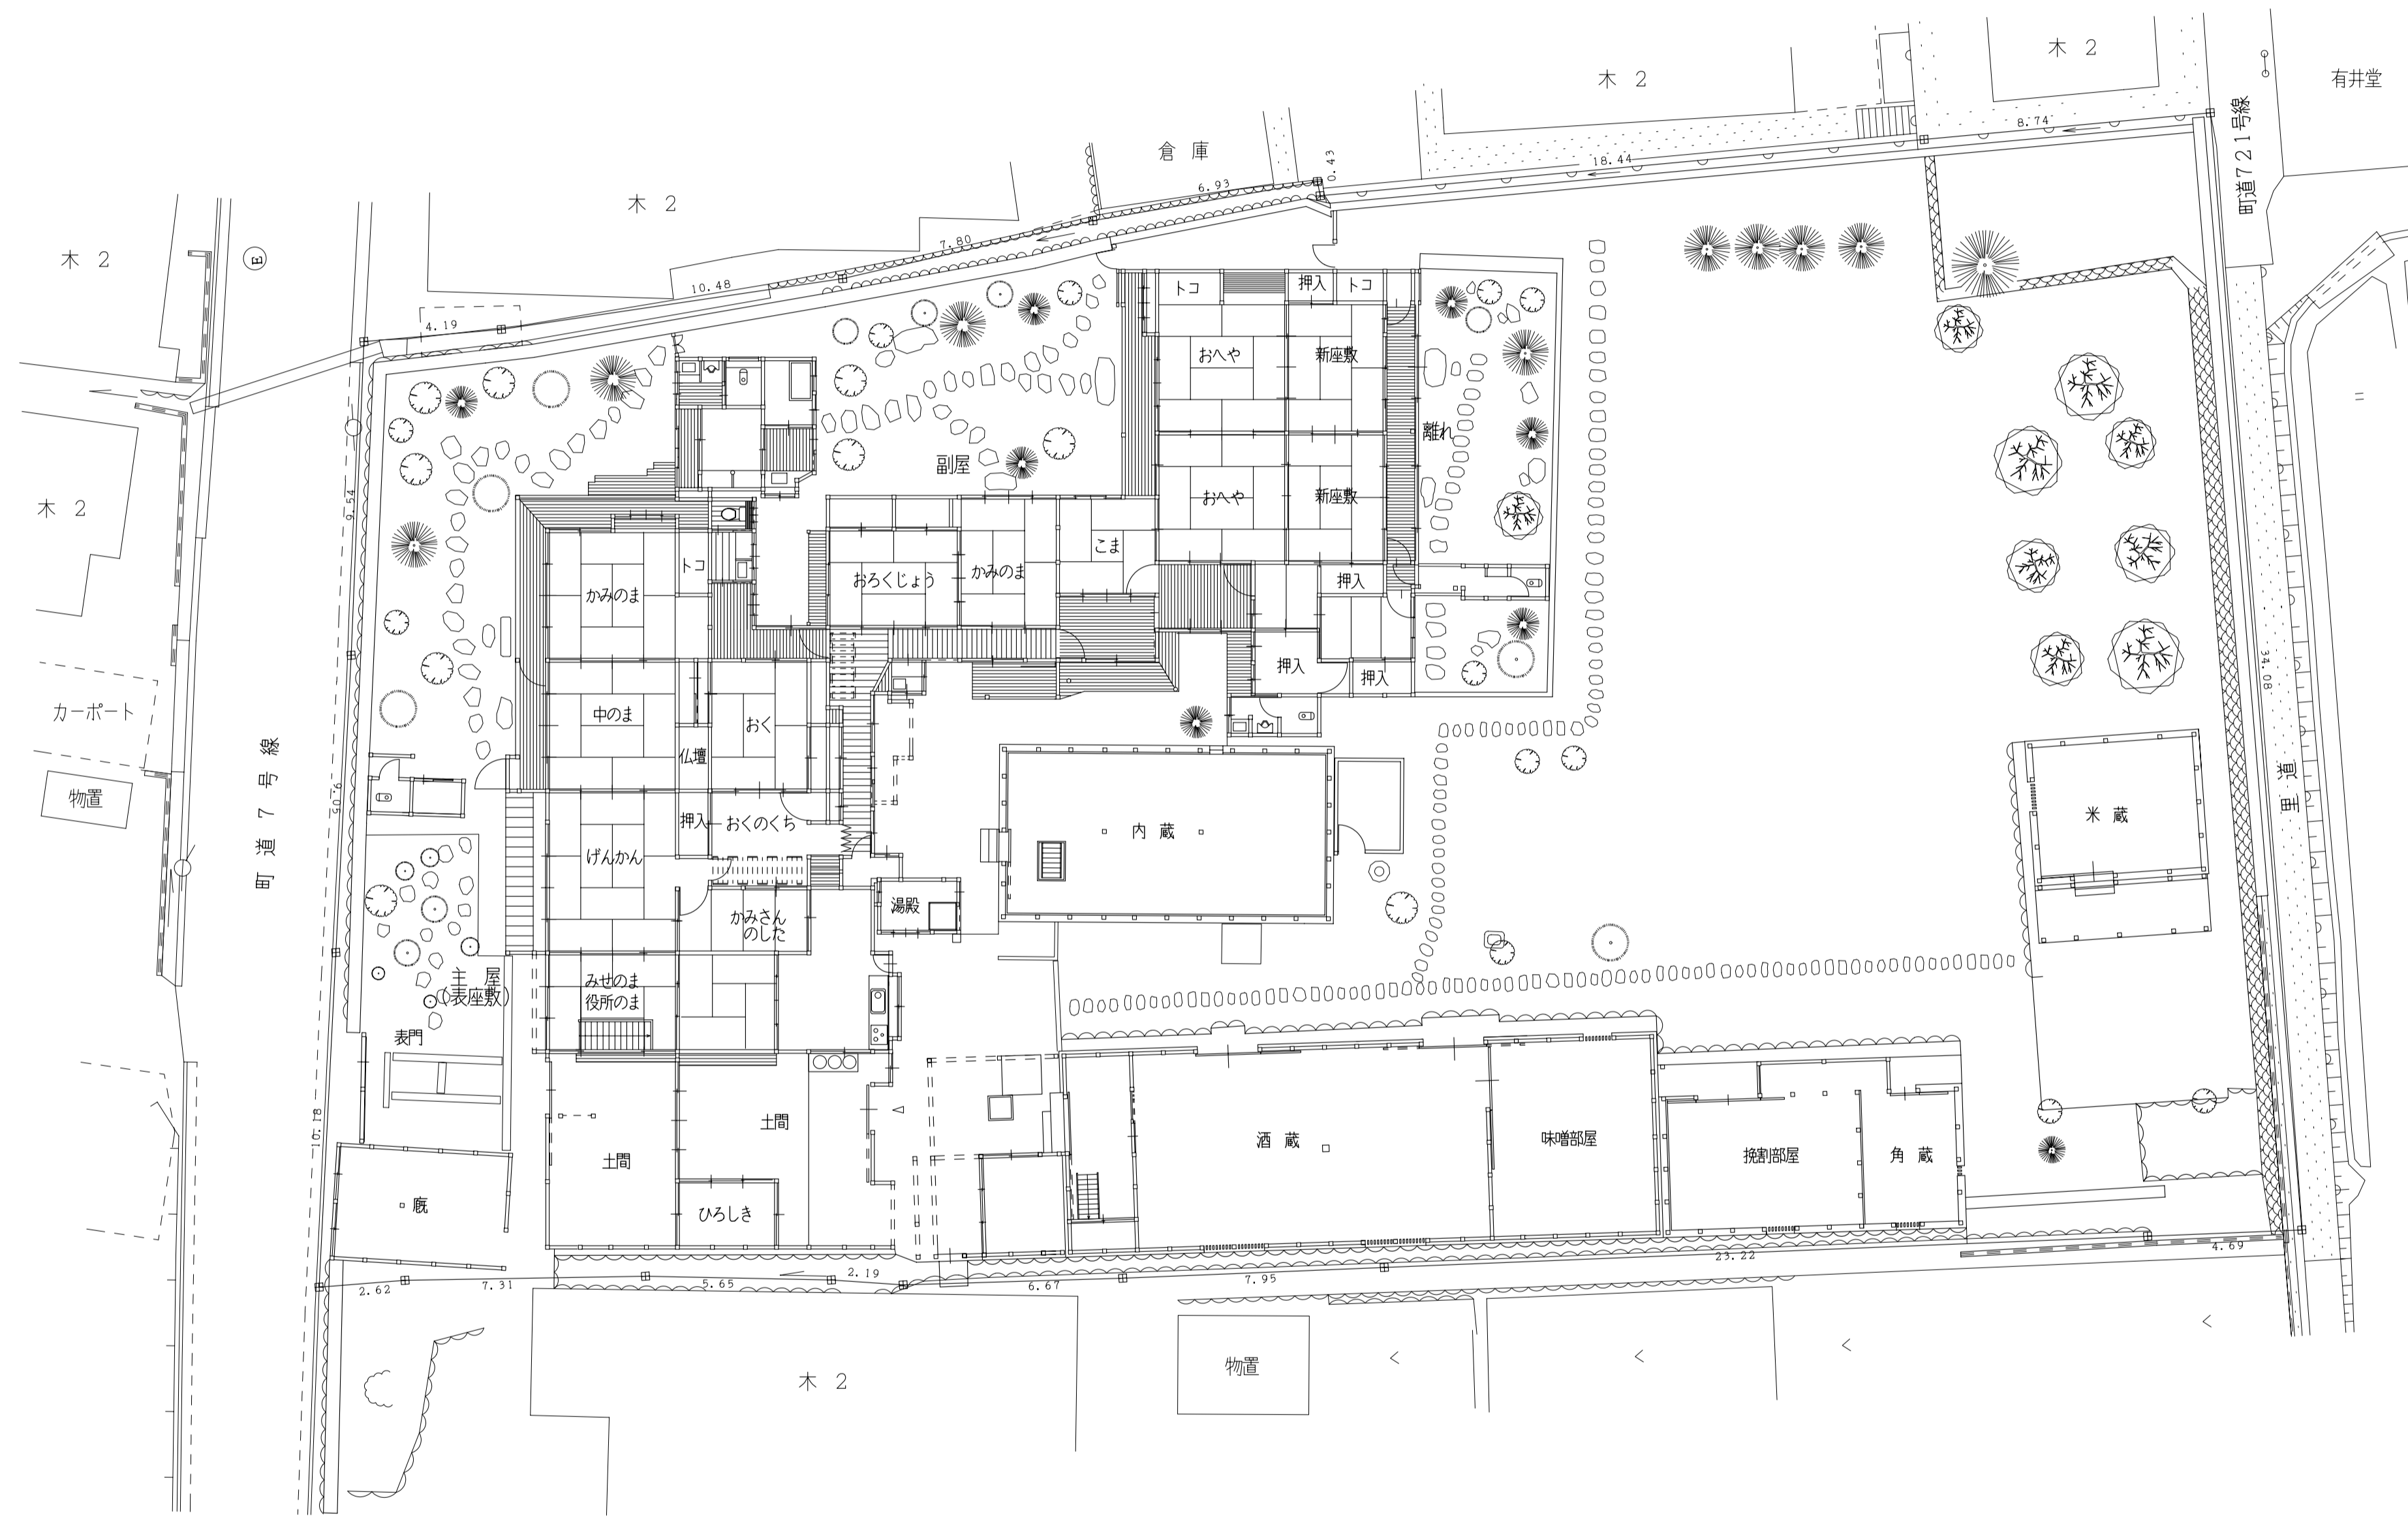 木 2
木 2
有井堂
町道721号線
8.74
18.44
倉 庫
0.43
6.93
7.80
木 2
10.48
4.19
木 2
E
トコ
押入
トコ
おへや
新座敷
離れ
副屋
おへや
新座敷
木 2
9.54
かみのま
トコ
おろくじょう
かみのま
こま
押入
押入
押入
34.08
カーポート
中のま
仏壇
おく
物置
町 道 7 号 線
9.05
押入
おくのくち
げんかん
内 蔵
米 蔵
里 道
かみさん
のした
湯殿
主 屋
(表座敷)
みせのま
役所のま
表門
10.18
土間
土間
酒 蔵
味噌部屋
挽割部屋
角 蔵
厩
ひろしき
2.62
7.31
5.65
2.19
6.67
7.95
23.22
4.69
木 2
物置